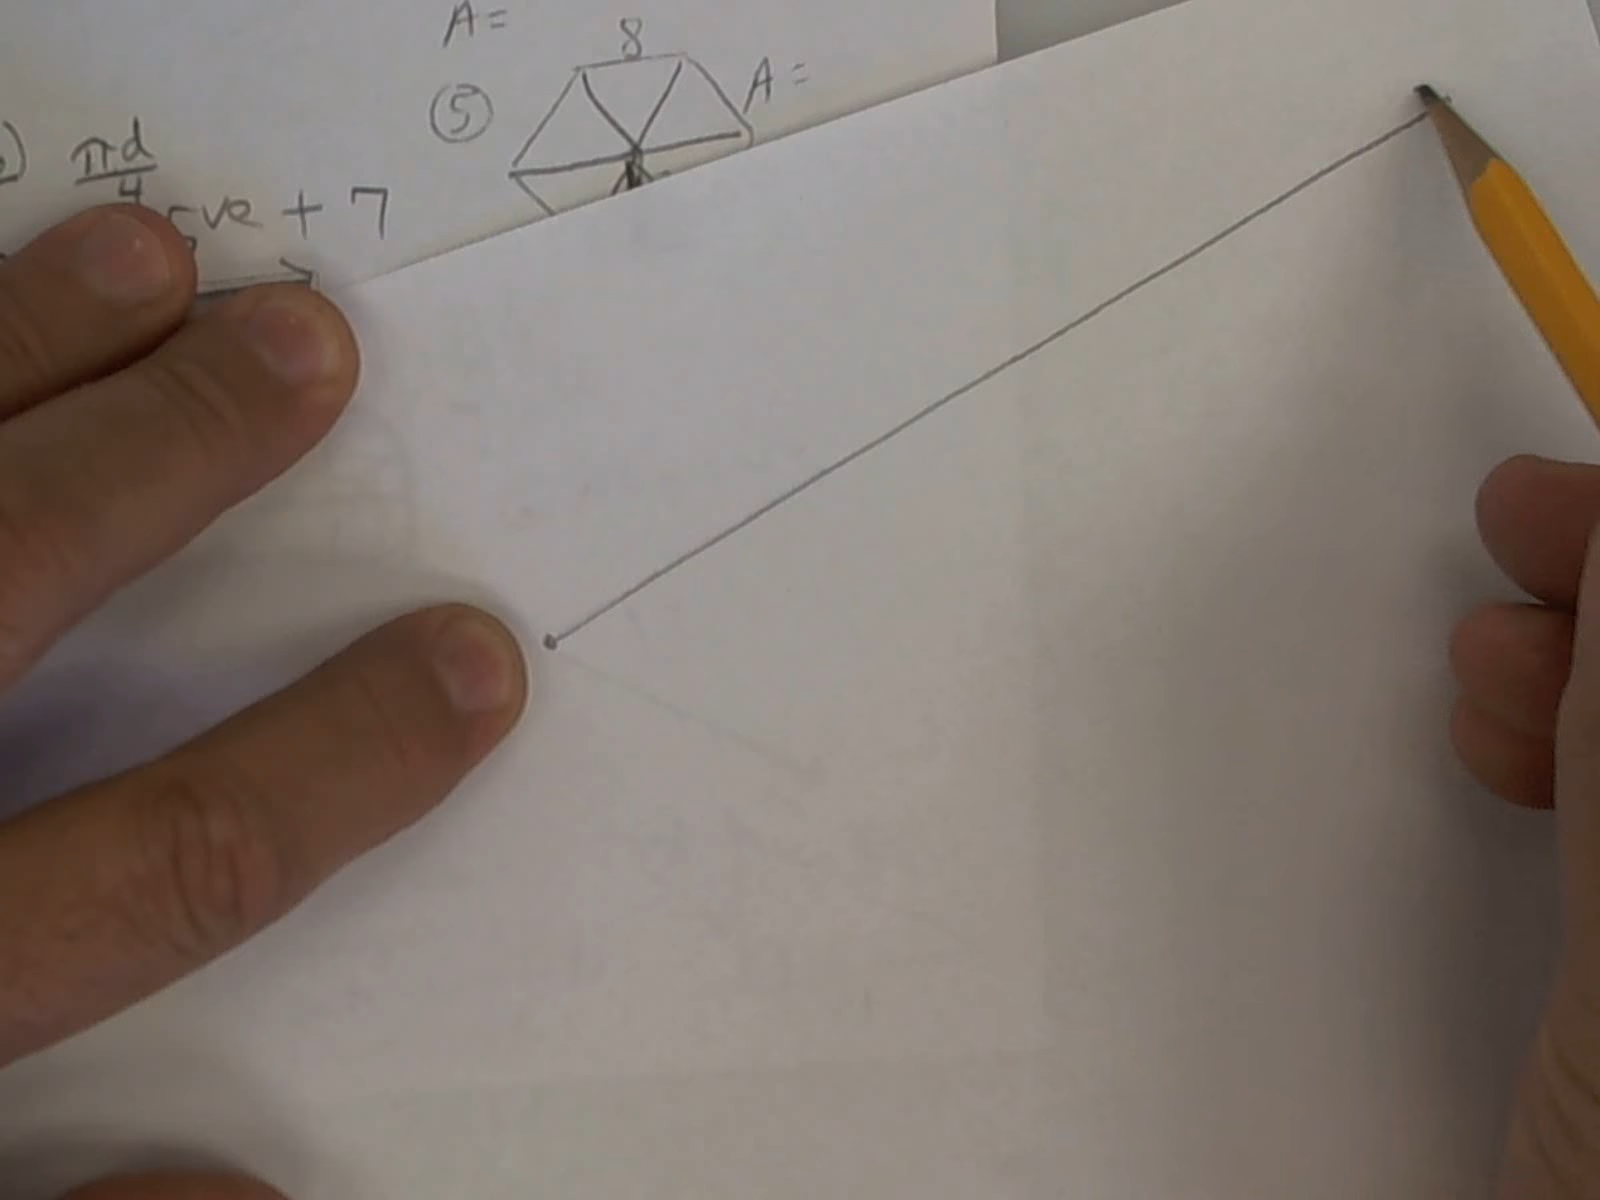 A =
8
⑤ A =
πd
4
ve + 7